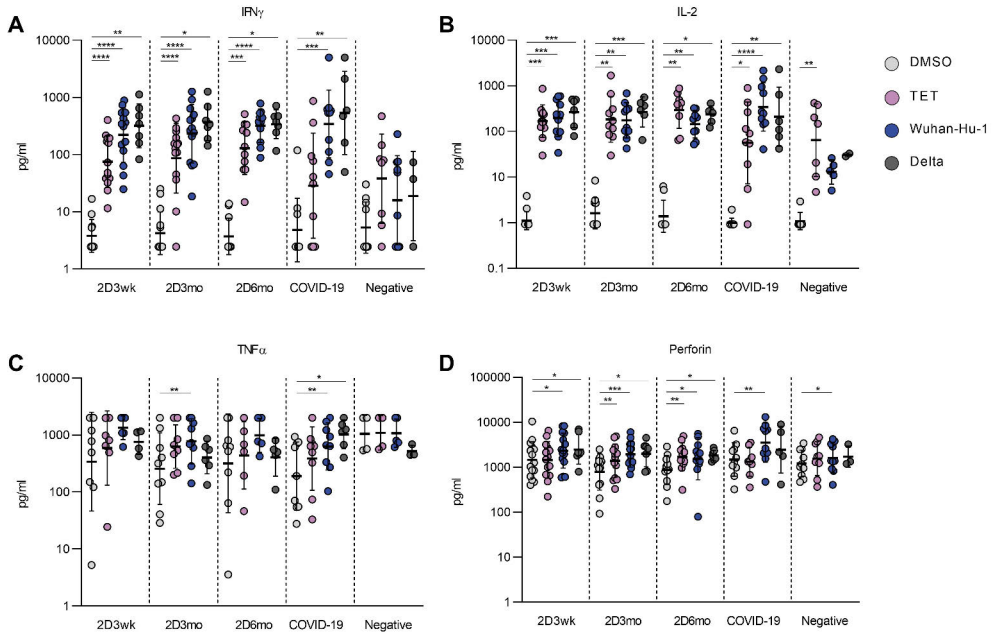 A
IFNγ
** 
****
****
*
****
****
*
****
***
**
***
10000
1000
100
10
1
pg/ml
2D3wk
2D3mo
2D6mo
COVID-19
Negative
B
IL-2
***
***
***
***
**
**
*
**
**
**
****
*
**
10000
1000
100
10
1
0.1
pg/ml
2D3wk
2D3mo
2D6mo
COVID-19
Negative
DMSO
TET
Wuhan-Hu-1
Delta
C
TNFα
**
*
**
10000
1000
100
10
1
pg/ml
2D3wk
2D3mo
2D6mo
COVID-19
Negative
D
Perforin
*
*
*
***
**
*
*
**
**
*
100000
10000
1000
100
10
1
pg/ml
2D3wk
2D3mo
2D6mo
COVID-19
Negative